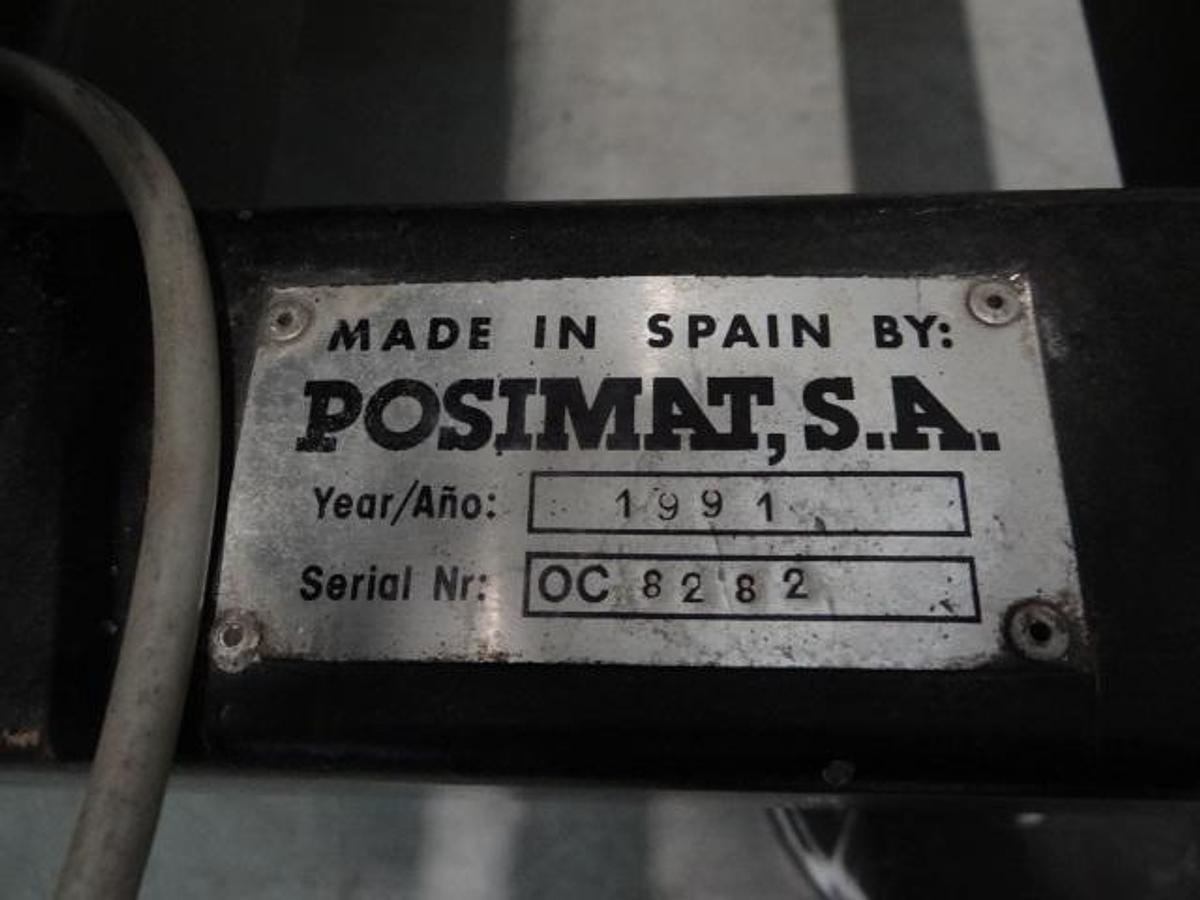 MADE IN SPAIN BY:
POSIMAT, S.A.
Year/Año: 1991
Serial Nr: OC 8282